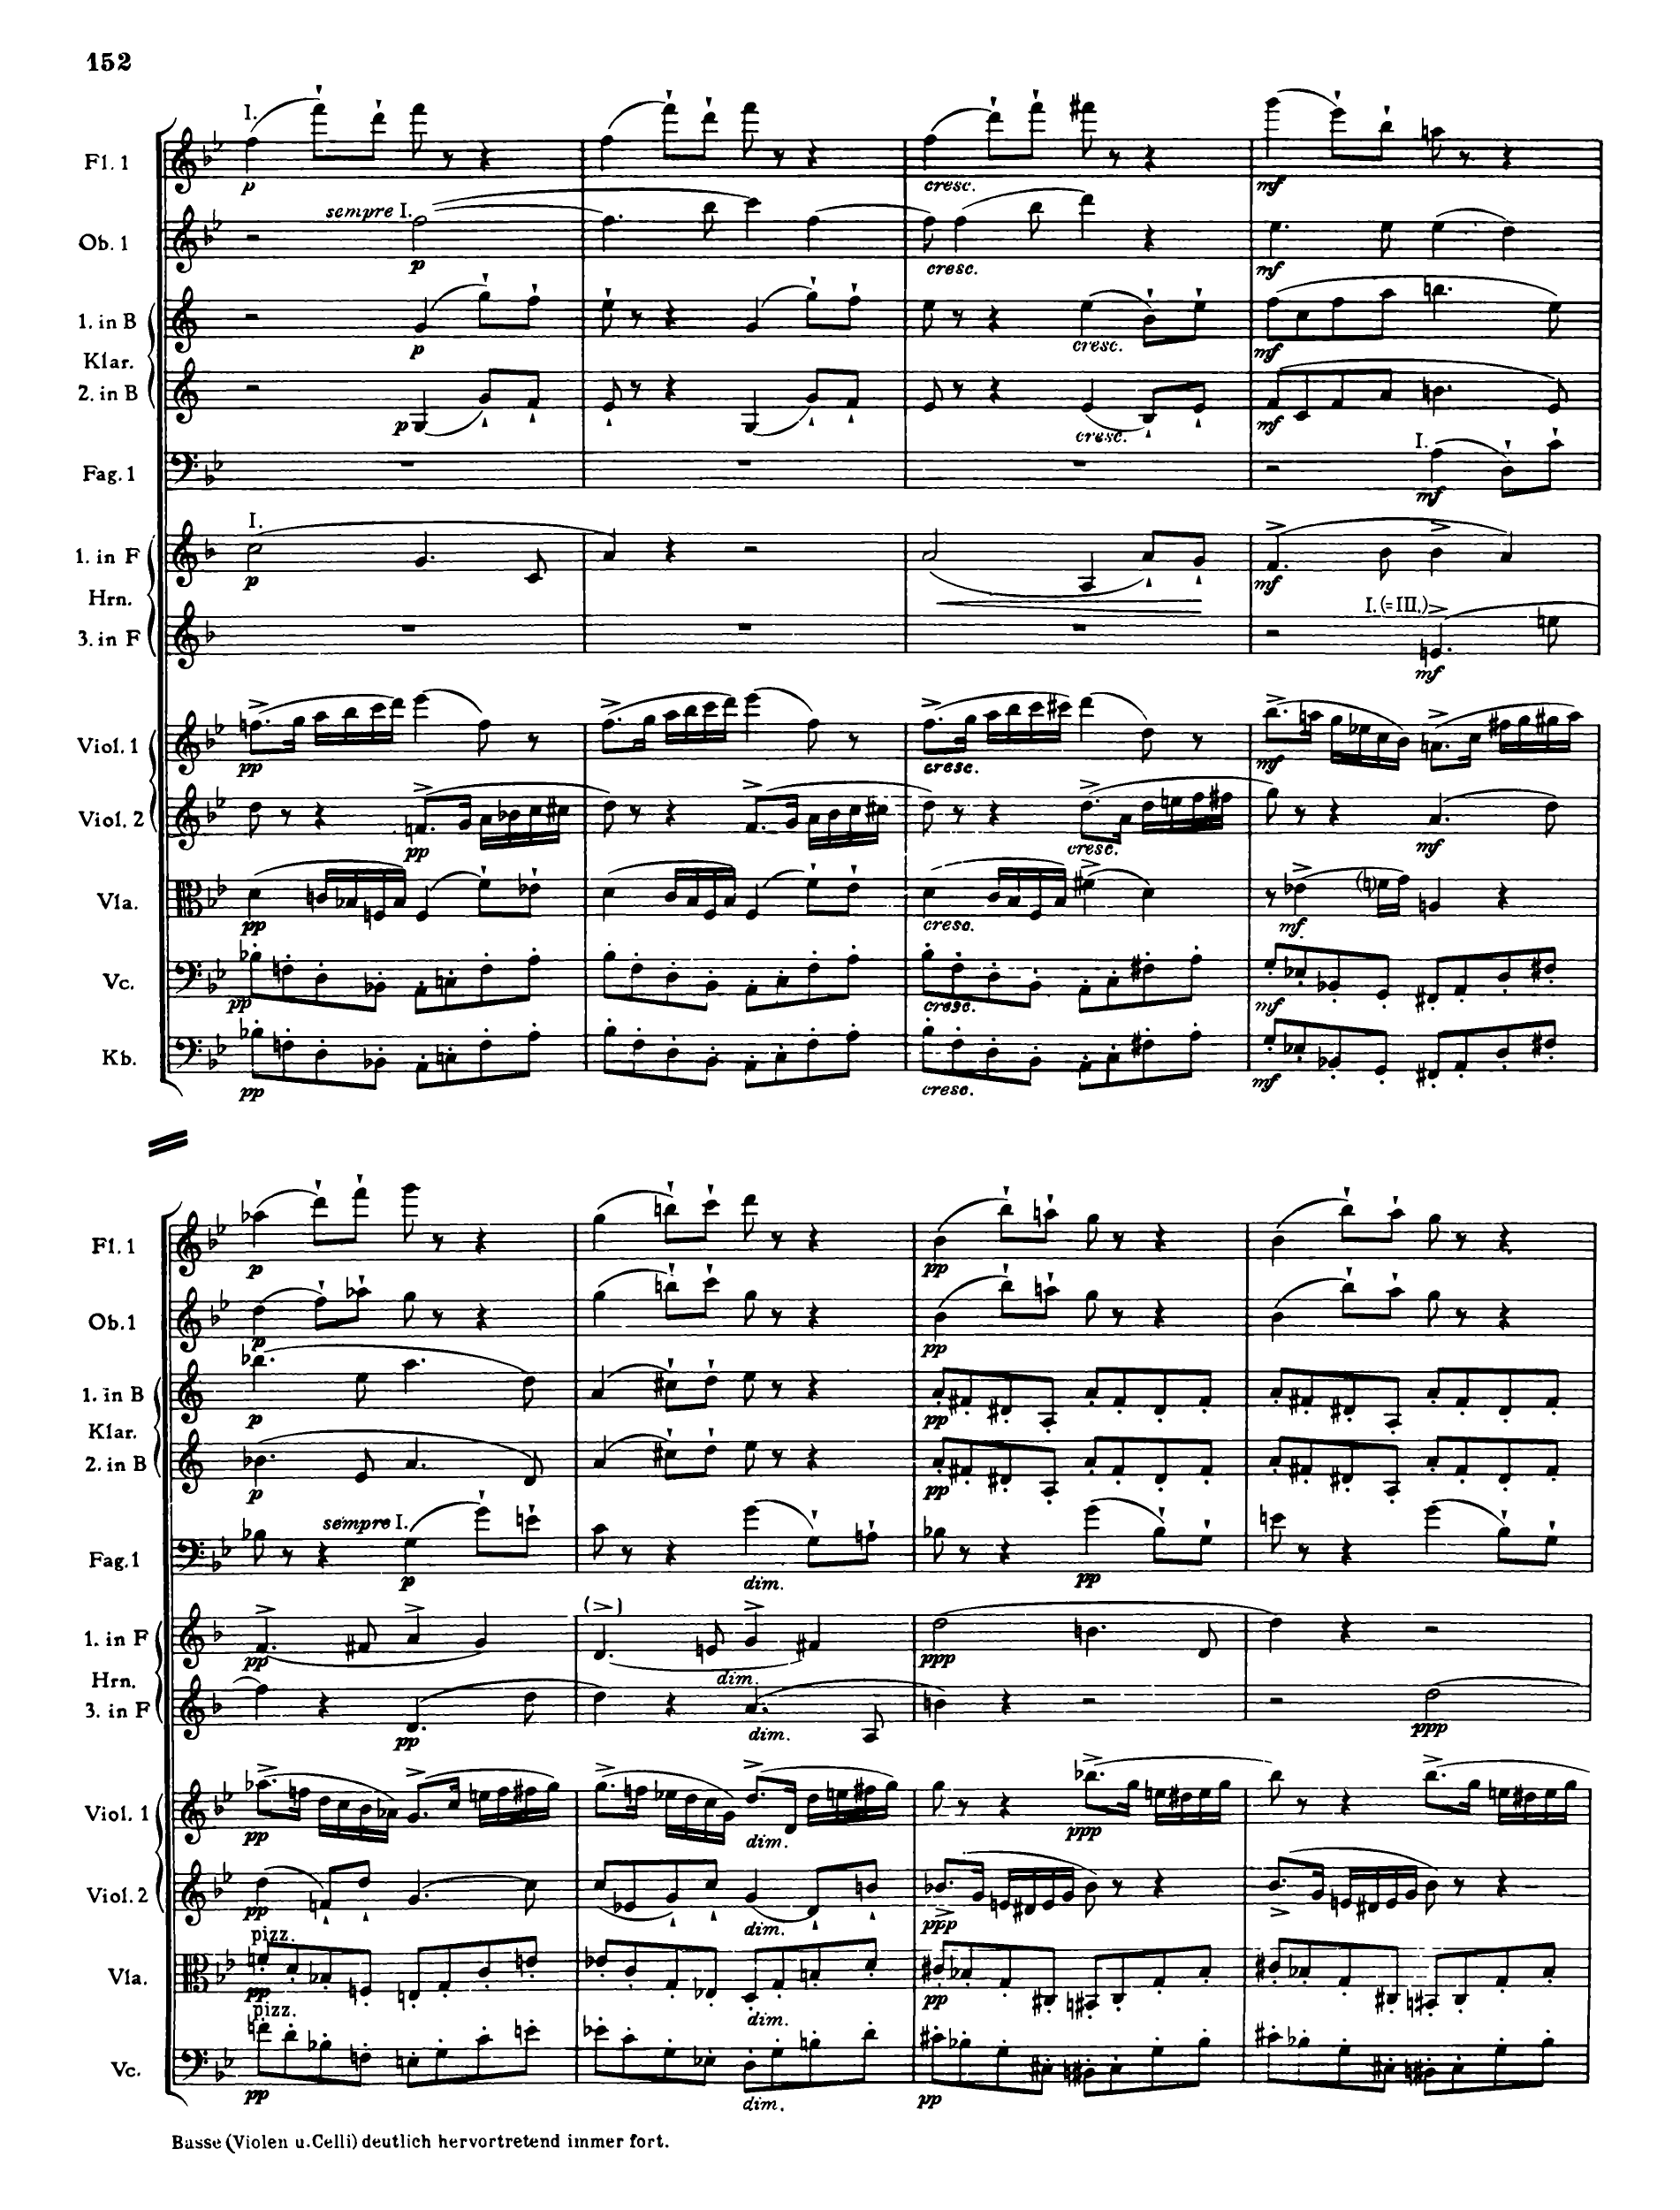 152
I.
Fl. 1
p
cresc.
mf
sempre I.
Ob. 1
p
cresc.
mf
1. in B
p
cresc.
mf
Klar.
2. in B
p
cresc.
mf
Fag. 1
I.
mf
I.
1. in F
p
mf
Hrn.
I. (=III.)
3. in F
mf
Viol. 1
pp
cresc.
mf
Viol. 2
pp
cresc.
mf
Vla.
pp
cresc.
mf
Vc.
pp
cresc.
mf
Kb.
pp
cresc.
mf
Fl. 1
p
pp
Ob. 1
p
pp
1. in B
p
pp
Klar.
2. in B
p
pp
sempre I.
Fag. 1
p
dim.
pp
1. in F
pp
dim.
ppp
Hrn.
3. in F
pp
dim.
ppp
Viol. 1
pp
dim.
ppp
Viol. 2
pp
dim.
ppp
pizz.
Vla.
pp
dim.
pp
pizz.
Vc.
pp
dim.
pp
Basse (Violen u. Celli) deutlich hervortretend immer fort.